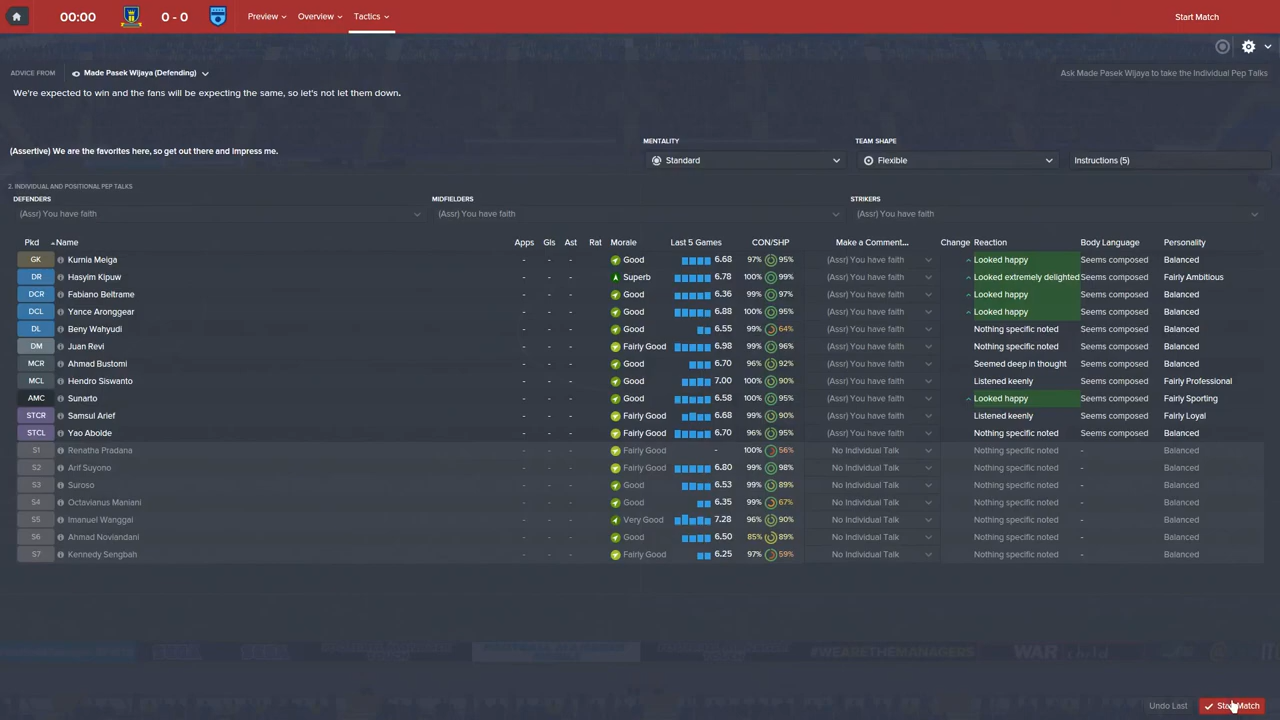 00:00 0 - 0 Preview Overview Tactics Start Match
ADVICE FROM Made Pasek Wijaya (Defending) Ask Made Pasek Wijaya to take the Individual Pep Talks
We're expected to win and the fans will be expecting the same, so let's not let them down.
MENTALITY TEAM SHAPE
(Assertive) We are the favorites here, so get out there and impress me. Standard Flexible Instructions (5)
2. INDIVIDUAL AND POSITIONAL PEP TALKS
DEFENDERS MIDFIELDERS STRIKERS
(Assr) You have faith (Assr) You have faith (Assr) You have faith
Pkd Name Apps Gls Ast Rat Morale Last 5 Games CON/SHP Make a Comment... Change Reaction Body Language Personality
GK Kurnia Meiga - - - - Good 6.68 97% 95% (Assr) You have faith Looked happy Seems composed Balanced
DR Hasyim Kipuw - - - - Superb 6.78 100% 99% (Assr) You have faith Looked extremely delighted Seems composed Fairly Ambitious
DCR Fabiano Beltrame - - - - Good 6.36 99% 97% (Assr) You have faith Looked happy Seems composed Balanced
DCL Yance Aronggear - - - - Good 6.88 100% 95% (Assr) You have faith Looked happy Seems composed Balanced
DL Beny Wahyudi - - - - Good 6.55 99% 64% (Assr) You have faith Nothing specific noted Seems composed Balanced
DM Juan Revi - - - - Fairly Good 6.98 99% 96% (Assr) You have faith Nothing specific noted Seems composed Balanced
MCR Ahmad Bustomi - - - - Good 6.70 96% 92% (Assr) You have faith Seemed deep in thought Seems composed Balanced
MCL Hendro Siswanto - - - - Good 7.00 100% 90% (Assr) You have faith Listened keenly Seems composed Fairly Professional
AMC Sunarto - - - - Good 6.58 100% 95% (Assr) You have faith Looked happy Seems composed Fairly Sporting
STCR Samsul Arief - - - - Fairly Good 6.68 99% 90% (Assr) You have faith Listened keenly Seems composed Fairly Loyal
STCL Yao Abolde - - - - Fairly Good 6.70 96% 95% (Assr) You have faith Nothing specific noted Seems composed Balanced
S1 Renatha Pradana - - - - Fairly Good - 100% 56% No Individual Talk Nothing specific noted - Balanced
S2 Arif Suyono - - - - Fairly Good 6.80 99% 98% No Individual Talk Nothing specific noted - Balanced
S3 Suroso - - - - Good 6.53 99% 89% No Individual Talk Nothing specific noted - Balanced
S4 Octavianus Maniani - - - - Good 6.35 99% 67% No Individual Talk Nothing specific noted - Balanced
S5 Imanuel Wanggai - - - - Very Good 7.28 96% 90% No Individual Talk Nothing specific noted - Balanced
S6 Ahmad Noviandani - - - - Good 6.50 85% 89% No Individual Talk Nothing specific noted - Balanced
S7 Kennedy Sengbah - - - - Fairly Good 6.25 97% 59% No Individual Talk Nothing specific noted - Balanced
#WEARETHEMANAGERS WAR child
Undo Last Start Match